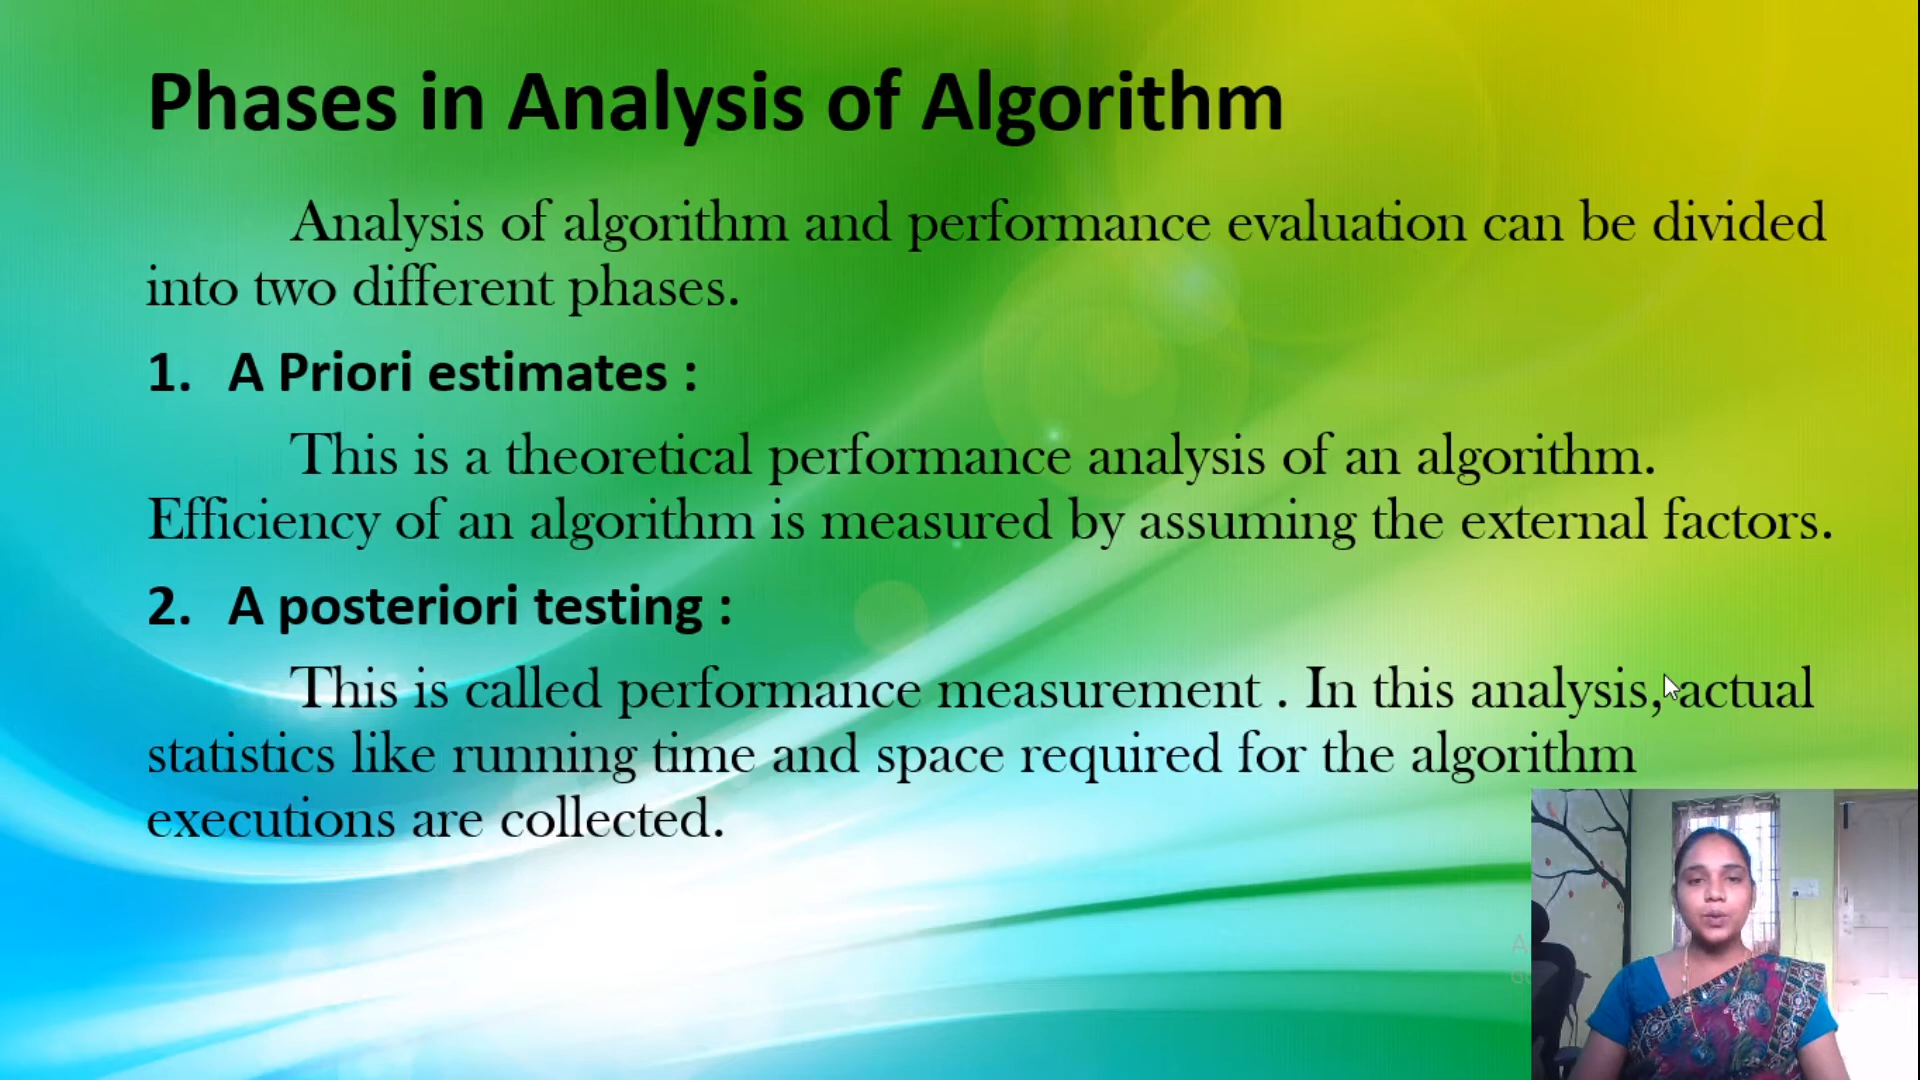 Phases in Analysis of Algorithm
Analysis of algorithm and performance evaluation can be divided
into two different phases.
1. A Priori estimates :
This is a theoretical performance analysis of an algorithm.
Efficiency of an algorithm is measured by assuming the external factors.
2. A posteriori testing :
This is called performance measurement . In this analysis, actual
statistics like running time and space required for the algorithm
executions are collected.